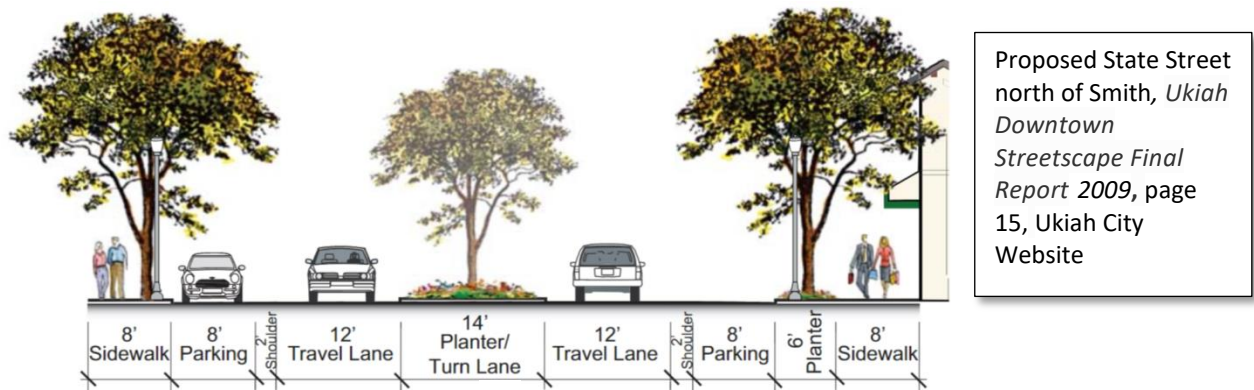 Proposed State Street
north of Smith, Ukiah
Downtown
Streetscape Final
Report 2009, page
15, Ukiah City
Website
8’
Sidewalk
8’
Parking
2’
Shoulder
12’
Travel Lane
14’
Planter/
Turn Lane
12’
Travel Lane
2’
Shoulder
8’
Parking
6’
Planter
8’
Sidewalk